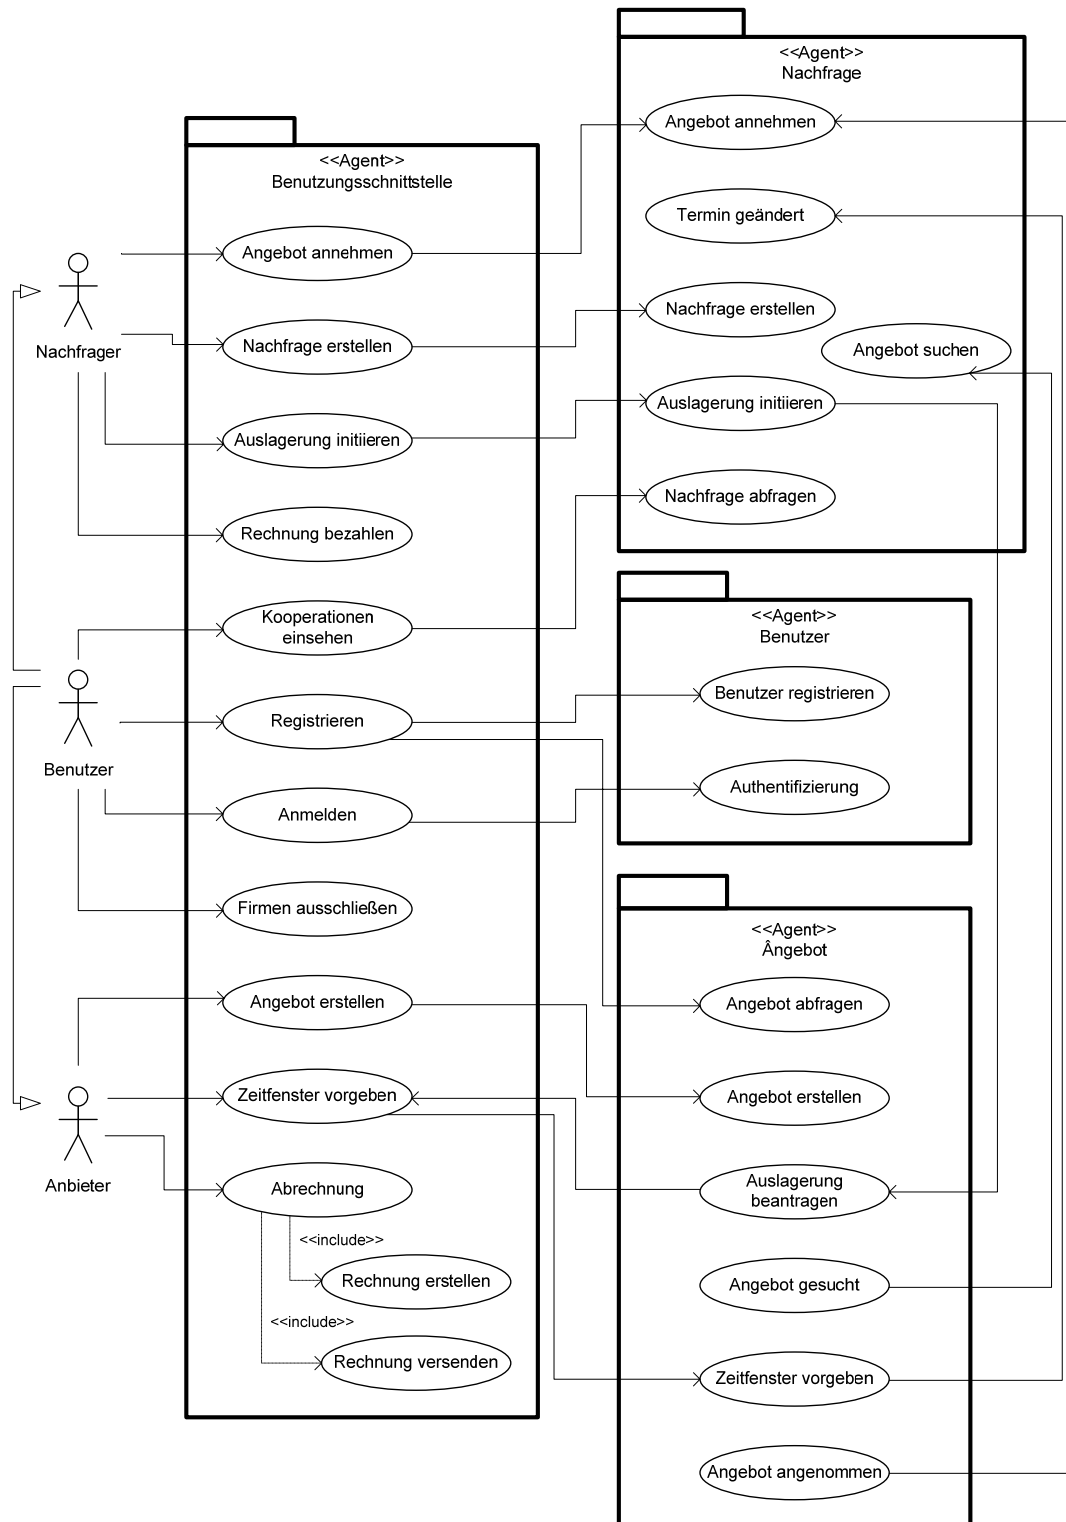 <<Agent>>
Nachfrage
Angebot annehmen
Termin geändert
Nachfrage erstellen
Angebot suchen
Auslagerung initiieren
Nachfrage abfragen
<<Agent>>
Benutzungsschnittstelle
Angebot annehmen
Nachfrage erstellen
Auslagerung initiieren
Rechnung bezahlen
Kooperationen
einsehen
Registrieren
Anmelden
Firmen ausschließen
Angebot erstellen
Zeitfenster vorgeben
Abrechnung
<<include>>
Rechnung erstellen
<<include>>
Rechnung versenden
Nachfrager
Benutzer
Anbieter
<<Agent>>
Benutzer
Benutzer registrieren
Authentifizierung
<<Agent>>
Ângebot
Angebot abfragen
Angebot erstellen
Auslagerung
beantragen
Angebot gesucht
Zeitfenster vorgeben
Angebot angenommen